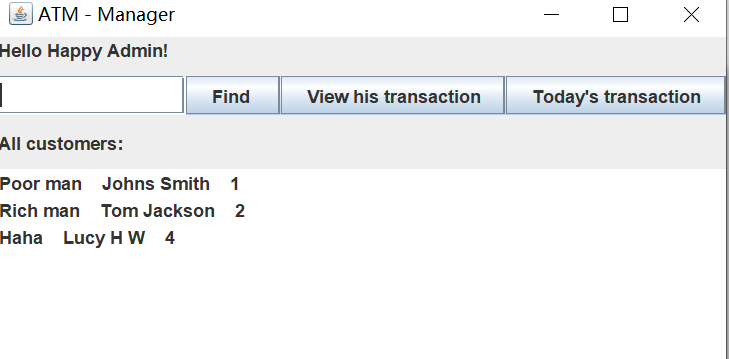 ATM - Manager
Hello Happy Admin!
Find View his transaction Today's transaction
All customers:
Poor man Johns Smith 1
Rich man Tom Jackson 2
Haha Lucy H W 4